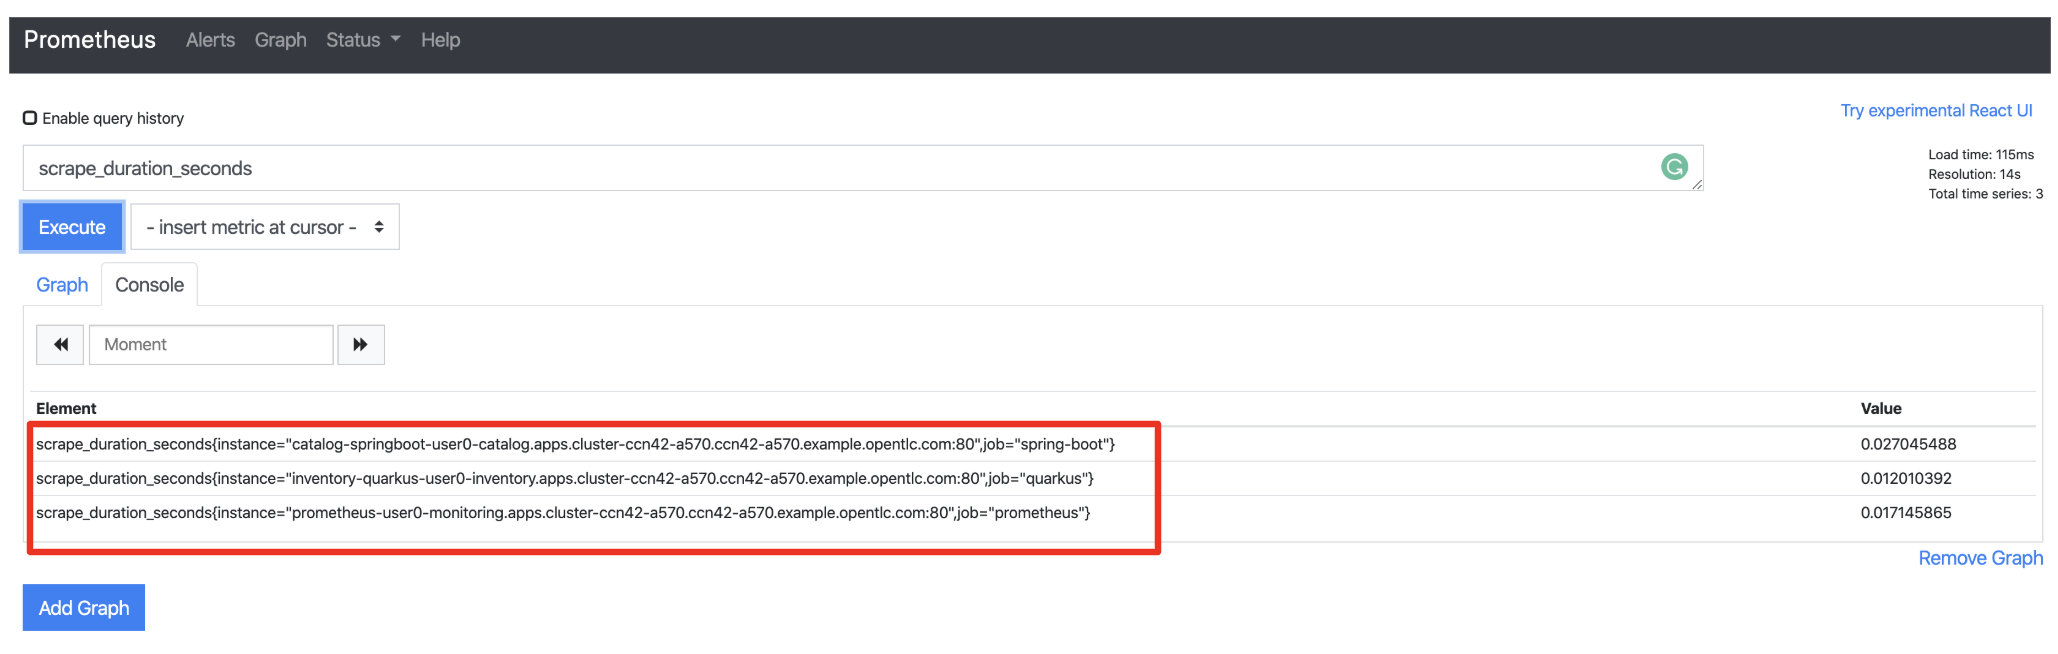 Prometheus Alerts Graph Status Help
Enable query history
Try experimental React UI
scrape_duration_seconds
Load time: 115ms
Resolution: 14s
Total time series: 3
Execute - insert metric at cursor -
Graph Console
Moment
Element Value
scrape_duration_seconds{instance="catalog-springboot-user0-catalog.apps.cluster-ccn42-a570.ccn42-a570.example.opentlc.com:80",job="spring-boot"} 0.027045488
scrape_duration_seconds{instance="inventory-quarkus-user0-inventory.apps.cluster-ccn42-a570.ccn42-a570.example.opentlc.com:80",job="quarkus"} 0.012010392
scrape_duration_seconds{instance="prometheus-user0-monitoring.apps.cluster-ccn42-a570.ccn42-a570.example.opentlc.com:80",job="prometheus"} 0.017145865
Remove Graph
Add Graph